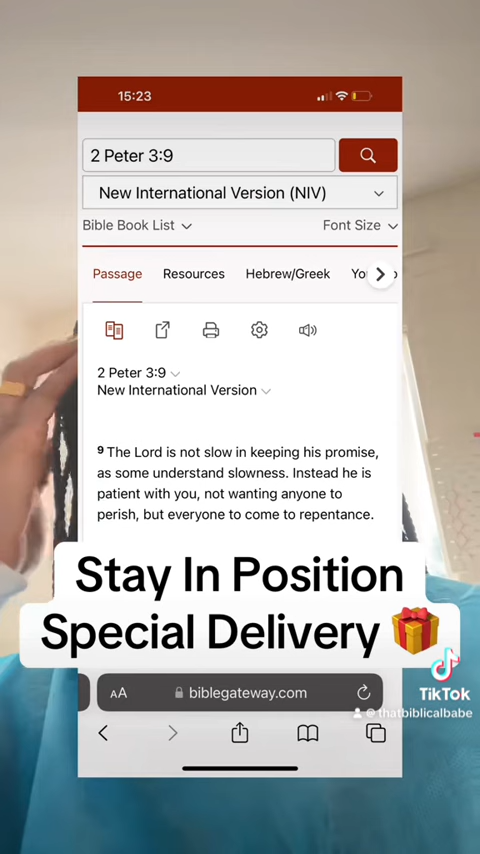 15:23
2 Peter 3:9
New International Version (NIV)
Bible Book List
Font Size
Passage
Resources
Hebrew/Greek
2 Peter 3:9
New International Version
9 The Lord is not slow in keeping his promise,
as some understand slowness. Instead he is
patient with you, not wanting anyone to
perish, but everyone to come to repentance.
Stay In Position
Special Delivery 🎁
AA
biblegateway.com
TikTok
@thatbiblicalbabe